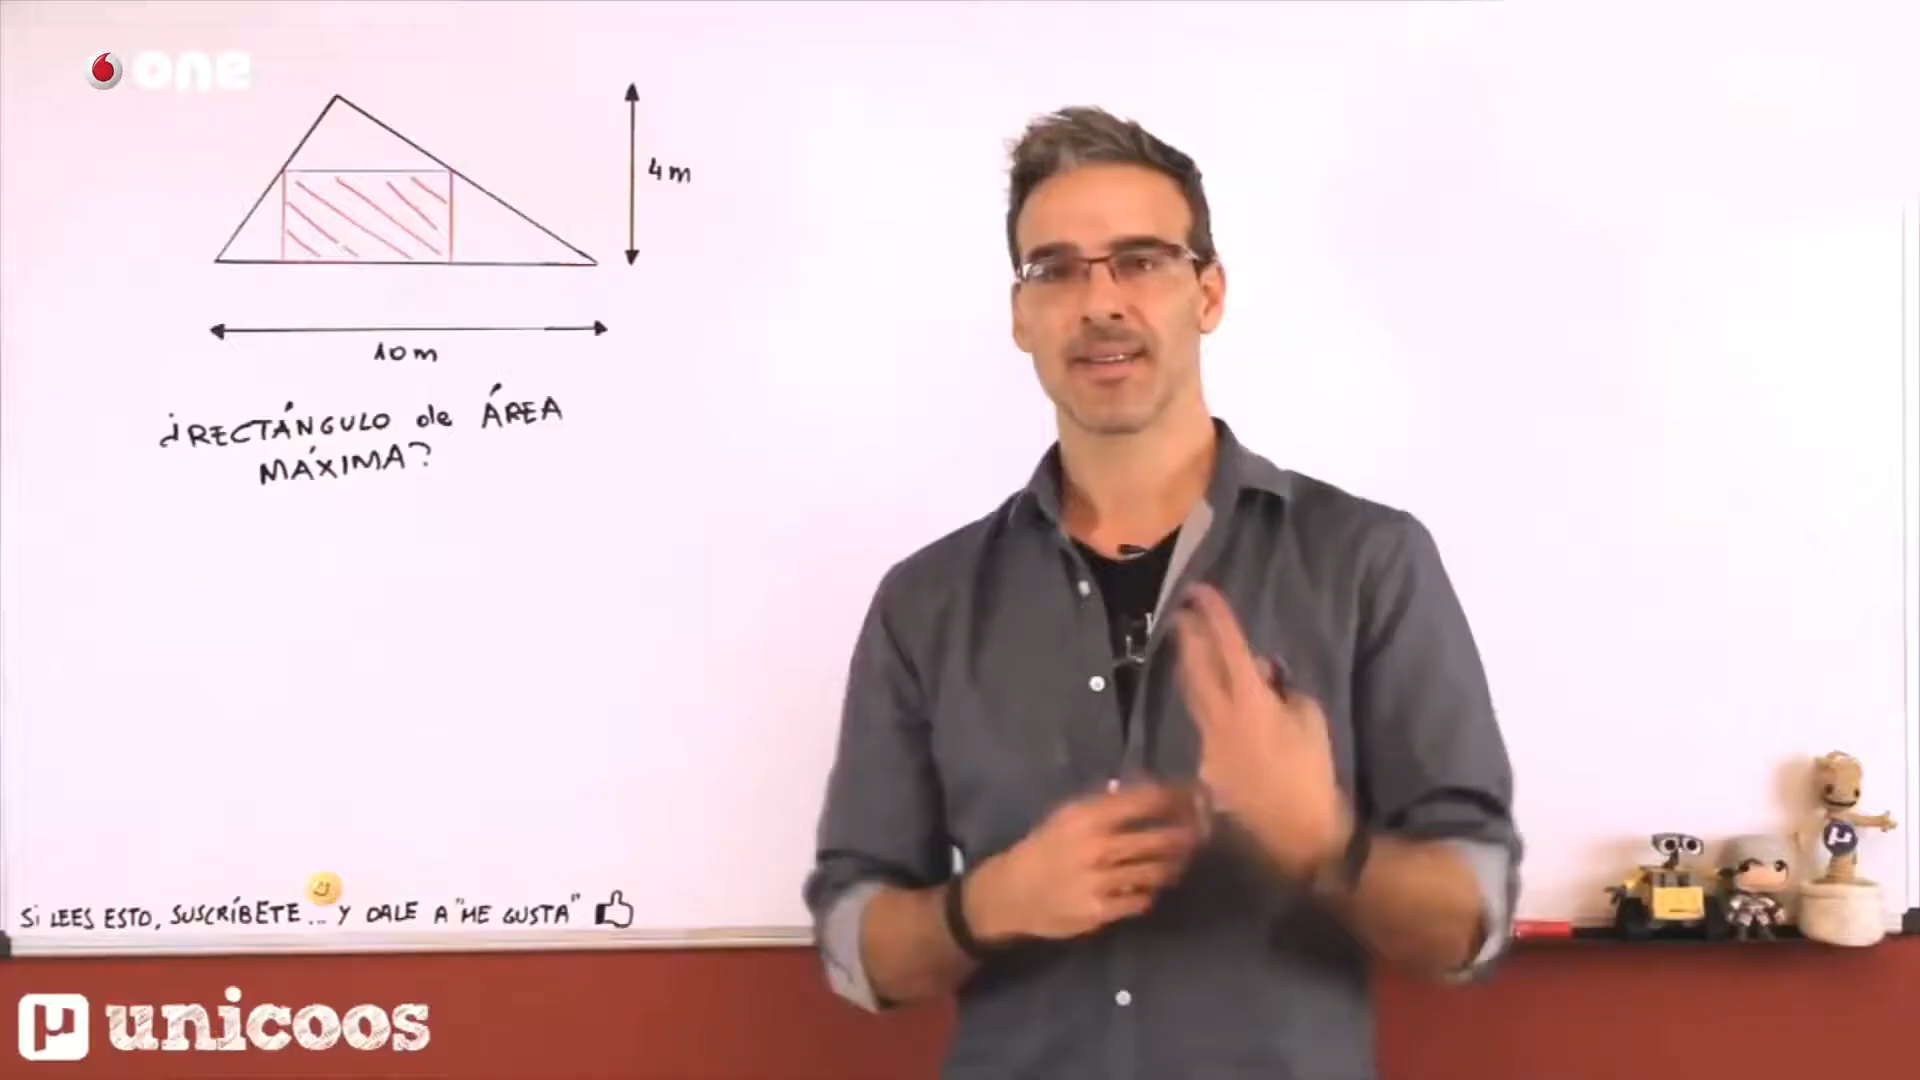 one
4m
10m
¿RECTÁNGULO de ÁREA
MÁXIMA?
Si LEES ESTO, SUSCRÍBETE... Y DALE A "ME GUSTA"
µ unicoos
µ